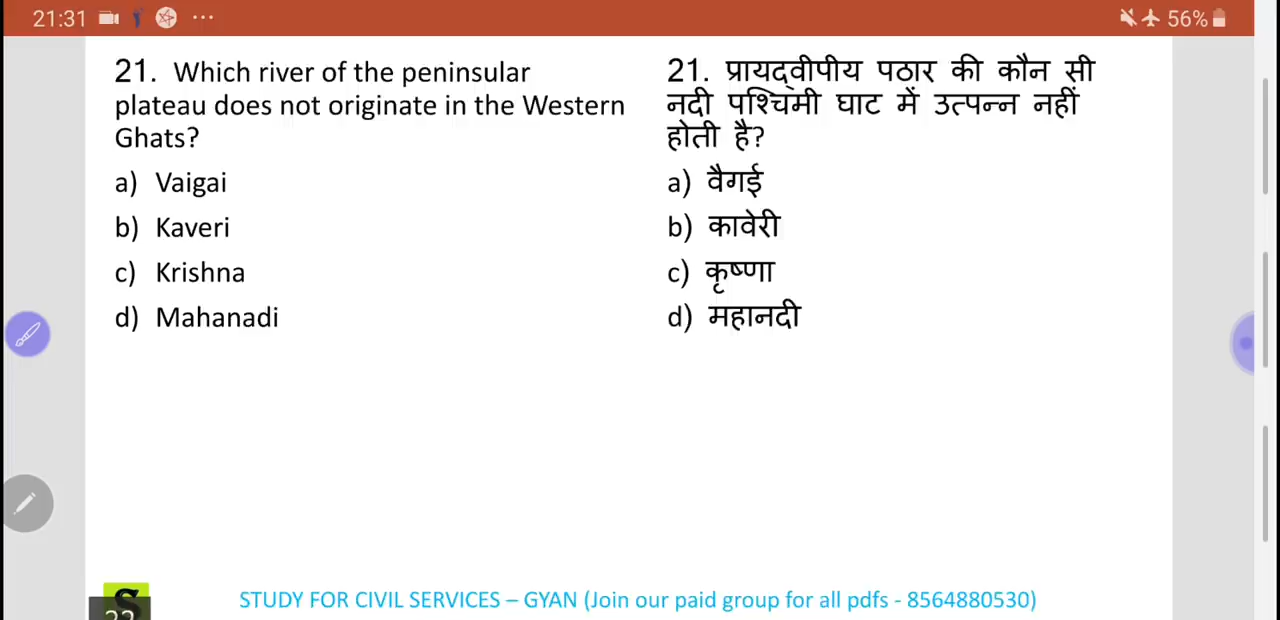 21:31 ... 56%
21. Which river of the peninsular
plateau does not originate in the Western
Ghats?
a) Vaigai
b) Kaveri
c) Krishna
d) Mahanadi
21. प्रायद्वीपीय पठार की कौन सी
नदी पश्चिमी घाट में उत्पन्न नहीं
होती है?
a) वैगई
b) कावेरी
c) कृष्णा
d) महानदी
S
STUDY FOR CIVIL SERVICES – GYAN (Join our paid group for all pdfs - 8564880530)